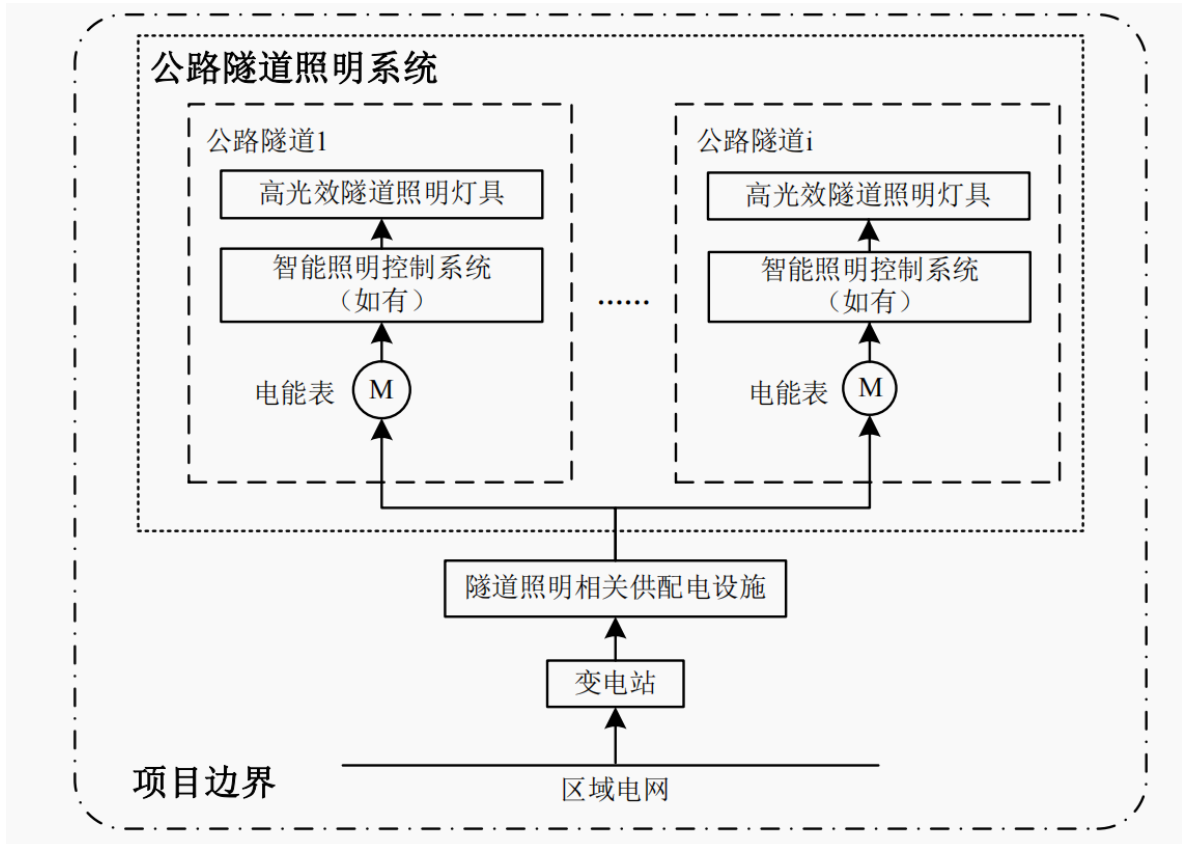 公路隧道照明系统
公路隧道1
高光效隧道照明灯具
智能照明控制系统
（如有）
电能表
M
......
公路隧道i
高光效隧道照明灯具
智能照明控制系统
（如有）
电能表
M
隧道照明相关供配电设施
变电站
区域电网
项目边界